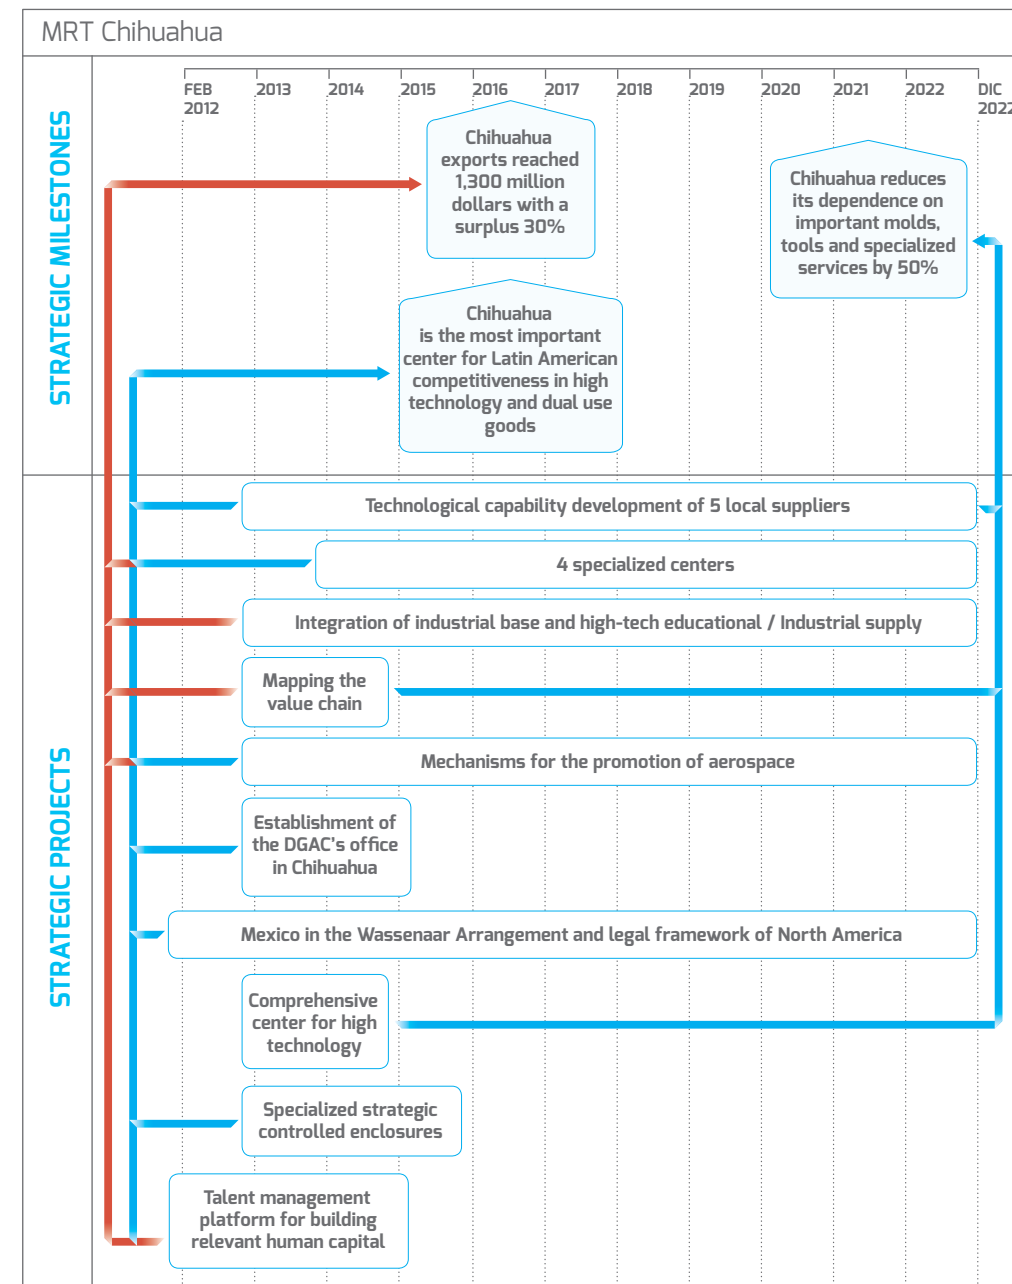 MRT Chihuahua
STRATEGIC MILESTONES
FEB
2012
2013
2014
2015
2016
2017
2018
2019
2020
2021
2022
DIC
2022
Chihuahua
exports reached
1,300 million
dollars with a
surplus 30%
Chihuahua reduces
its dependence on
important molds,
tools and specialized
services by 50%
Chihuahua
is the most important
center for Latin American
competitiveness in high
technology and dual use
goods
STRATEGIC PROJECTS
Technological capability development of 5 local suppliers
4 specialized centers
Integration of industrial base and high-tech educational / Industrial supply
Mapping the
value chain
Mechanisms for the promotion of aerospace
Establishment of
the DGAC's office
in Chihuahua
Mexico in the Wassenaar Arrangement and legal framework of North America
Comprehensive
center for high
technology
Specialized strategic
controlled enclosures
Talent management
platform for building
relevant human capital